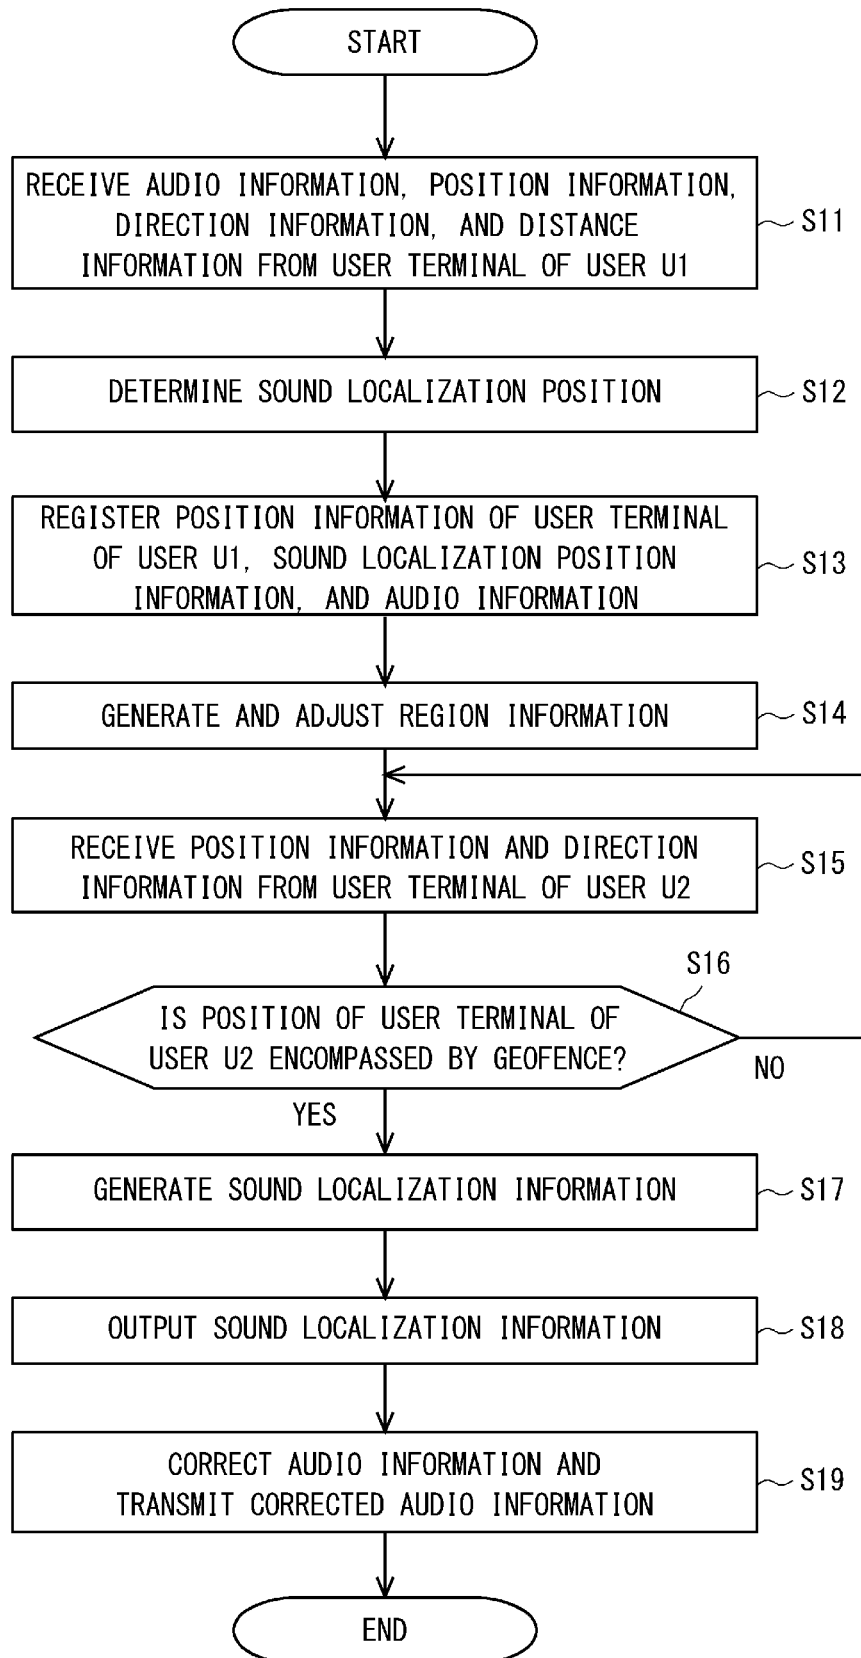 START
RECEIVE AUDIO INFORMATION, POSITION INFORMATION,
DIRECTION INFORMATION, AND DISTANCE
INFORMATION FROM USER TERMINAL OF USER U1
S11
DETERMINE SOUND LOCALIZATION POSITION
S12
REGISTER POSITION INFORMATION OF USER TERMINAL
OF USER U1, SOUND LOCALIZATION POSITION
INFORMATION, AND AUDIO INFORMATION
S13
GENERATE AND ADJUST REGION INFORMATION
S14
RECEIVE POSITION INFORMATION AND DIRECTION
INFORMATION FROM USER TERMINAL OF USER U2
S15
S16
IS POSITION OF USER TERMINAL OF
USER U2 ENCOMPASSED BY GEOFENCE?
NO
YES
GENERATE SOUND LOCALIZATION INFORMATION
S17
OUTPUT SOUND LOCALIZATION INFORMATION
S18
CORRECT AUDIO INFORMATION AND
TRANSMIT CORRECTED AUDIO INFORMATION
S19
END